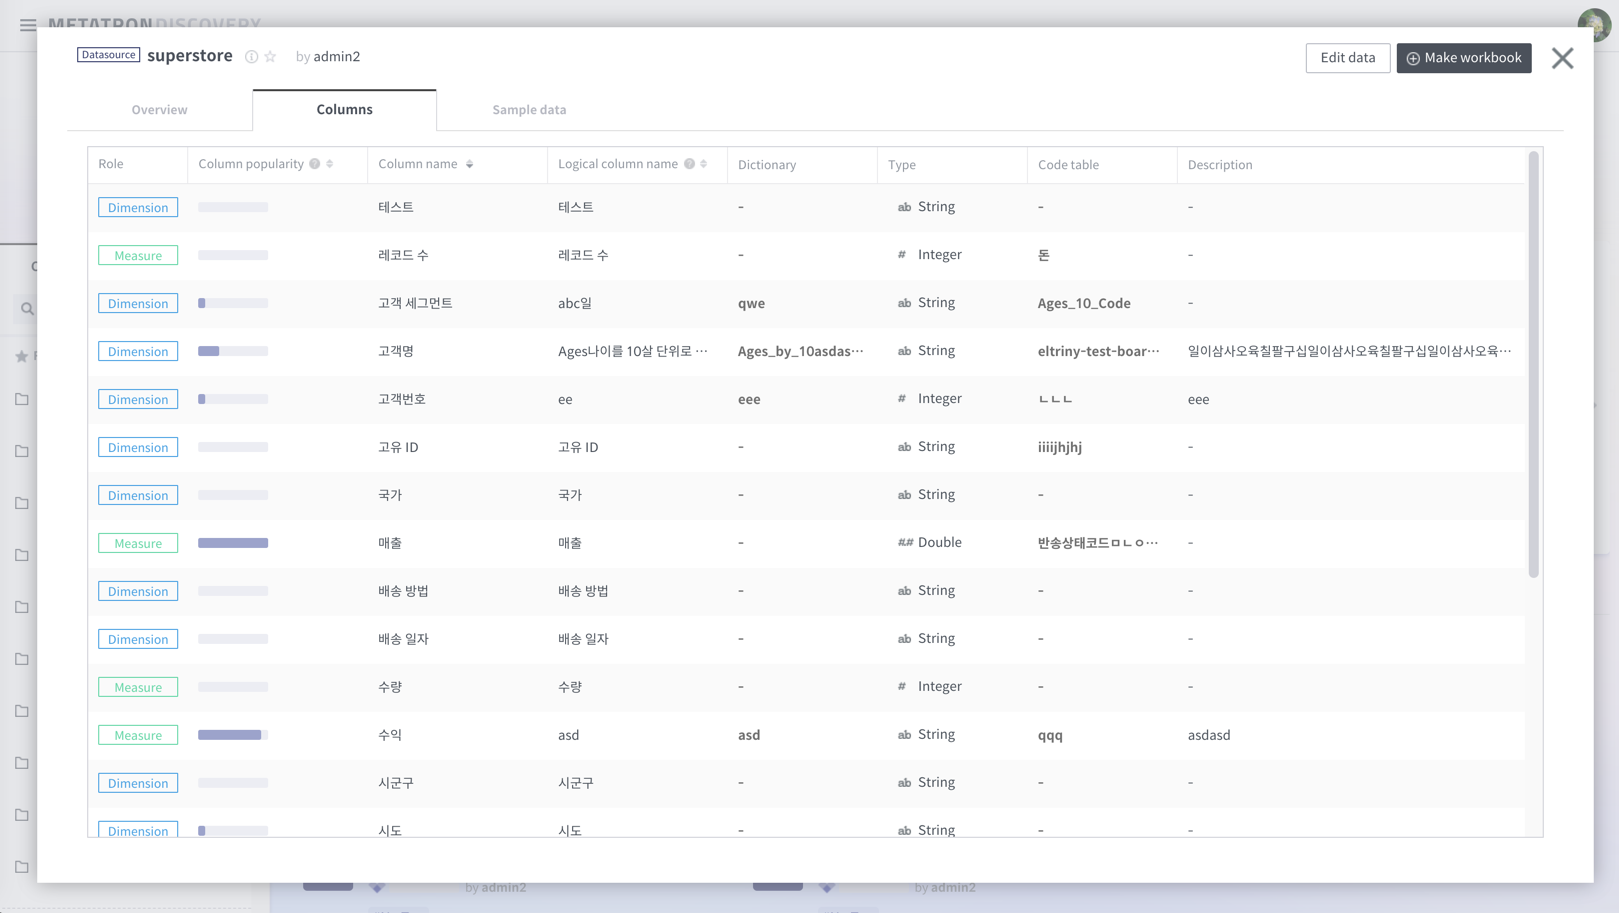 METATRON DISCOVERY
Datasource superstore by admin2
Edit data
Make workbook
Overview
Columns
Sample data
Role Column popularity Column name Logical column name Dictionary Type Code table Description
Dimension 테스트 테스트 - ab String - -
Measure 레코드 수 레코드 수 - # Integer 돈 -
Dimension 고객 세그먼트 abc일 qwe ab String Ages_10_Code -
Dimension 고객명 Ages나이를 10살 단위로 ··· Ages_by_10asdas··· ab String eltriny-test-boar··· 일이삼사오육칠팔구십일이삼사오육칠팔구십일이삼사오육···
Dimension 고객번호 ee eee # Integer ㄴㄴㄴ eee
Dimension 고유 ID 고유 ID - ab String iiiijhjhj -
Dimension 국가 국가 - ab String - -
Measure 매출 매출 - ## Double 반송상태코드ㅁㄴㅇ··· -
Dimension 배송 방법 배송 방법 - ab String - -
Dimension 배송 일자 배송 일자 - ab String - -
Measure 수량 수량 - # Integer - -
Measure 수익 asd asd ab String qqq asdasd
Dimension 시군구 시군구 - ab String - -
Dimension 시도 시도 - ab String - -
by admin2
by admin2